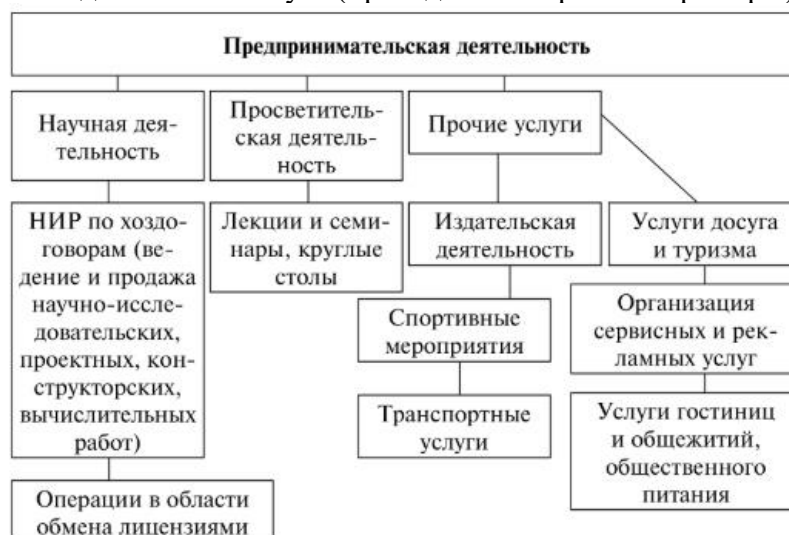 Предпринимательская деятельность
Научная дея-
тельность
Просветитель-
ская деятель-
ность
Прочие услуги
НИР по хоздо-
говорам (ве-
дение и продажа
научно-иссле-
довательских,
проектных, кон-
структорских,
вычислительных
работ)
Лекции и семи-
нары, круглые
столы
Издательская
деятельность
Услуги досуга
и туризма
Спортивные
мероприятия
Организация
сервисных и рек-
ламных услуг
Транспортные
услуги
Услуги гостиниц
и общежитий,
общественного
питания
Операции в области
обмена лицензиями